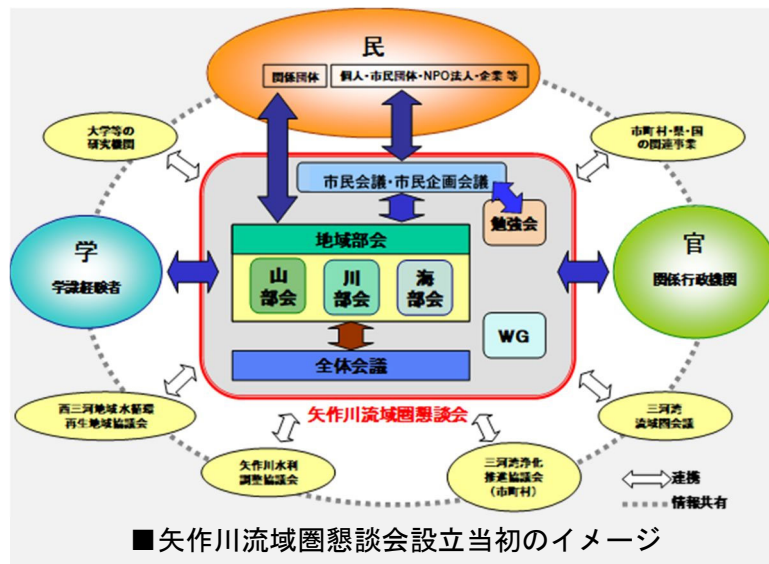 民
関係団体
個人・市民団体・NPO法人・企業 等
大学等の
研究機関
市町村・県・国
の関連事業
市民会議・市民企画会議
勉強会
学
学識経験者
地域部会
山
部会
川
部会
海
部会
官
関係行政機関
WG
全体会議
矢作川流域圏懇談会
西三河地域水循環
再生地域協議会
三河湾
流域圏会議
矢作川水利
調整協議会
三河湾浄化
推進協議会
(市町村)
連携
情報共有
■矢作川流域圏懇談会設立当初のイメージ